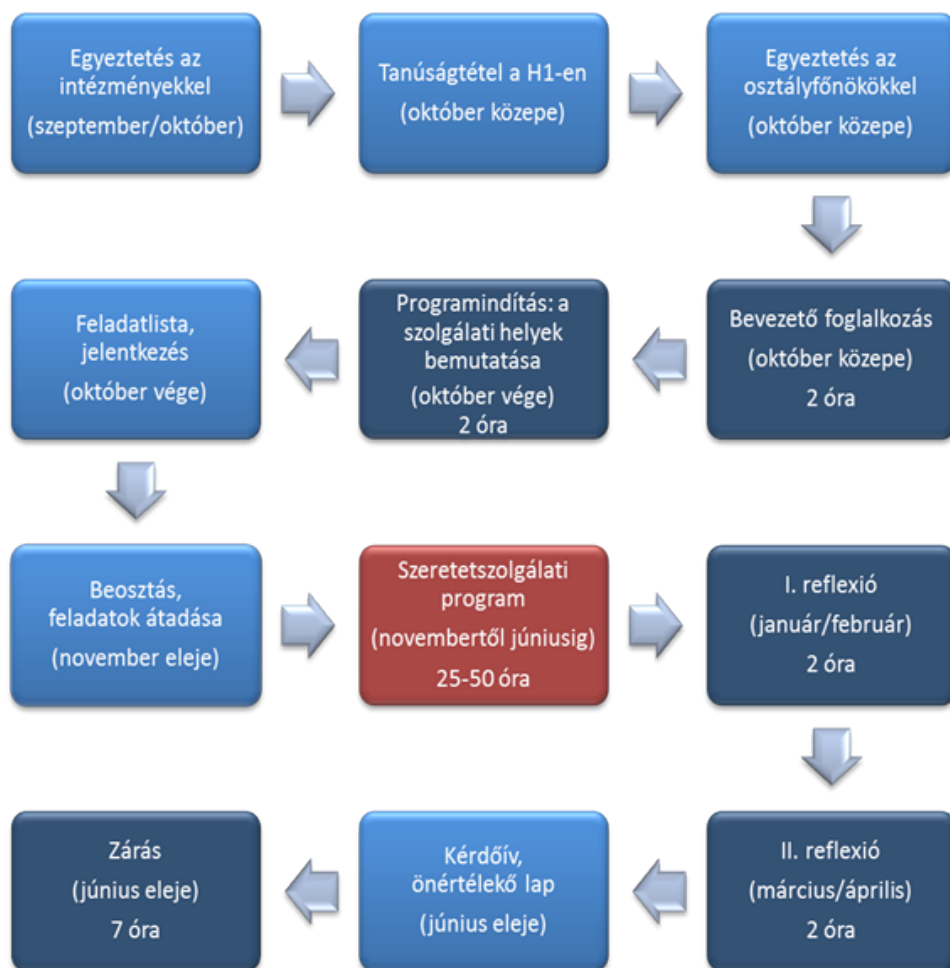 Egyeztetés az
intézményekkel
(szeptember/október)
Tanúságtétel a H1-en
(október közepe)
Egyeztetés az
osztályfőnökökkel
(október közepe)
Bevezető foglalkozás
(október közepe)
2 óra
Programindítás: a
szolgálati helyek
bemutatása
(október vége)
2 óra
Feladatlista,
jelentkezés
(október vége)
Beosztás,
feladatok átadása
(november eleje)
Szeretetszolgálati
program
(novembertől júniusig)
25-50 óra
I. reflexió
(január/február)
2 óra
II. reflexió
(március/április)
2 óra
Kérdőív,
önértélekő lap
(június eleje)
Zárás
(június eleje)
7 óra